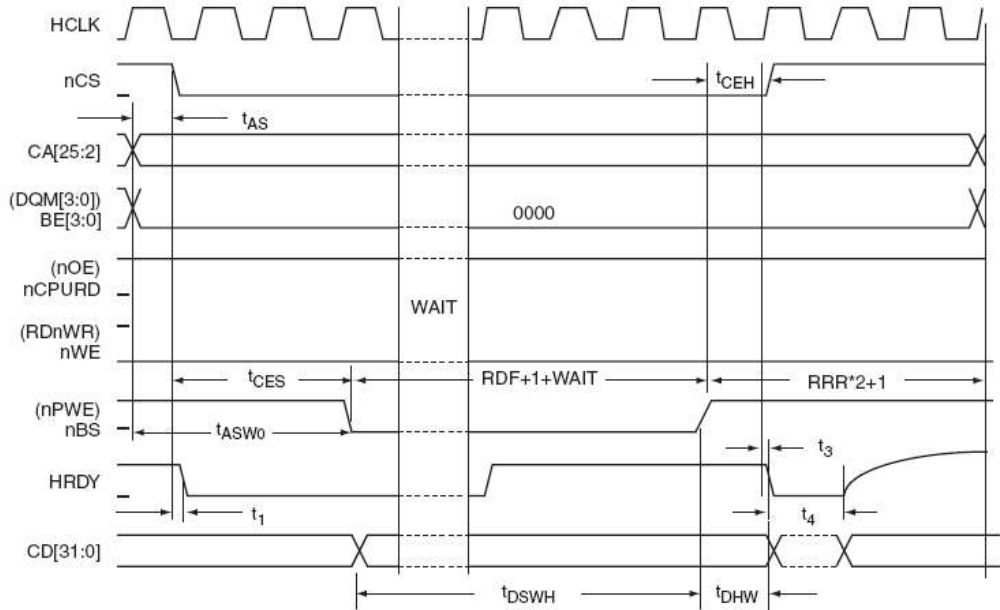 HCLK
nCS
tCEH
tAS
CA[25:2]
(DQM[3:0])
BE[3:0]
0000
(nOE)
nCPURD
WAIT
(RDnWR)
nWE
tCES
RDF+1+WAIT
RRR*2+1
(nPWE)
nBS
tASW0
t3
HRDY
t1
t4
CD[31:0]
tDSWH
tDHW